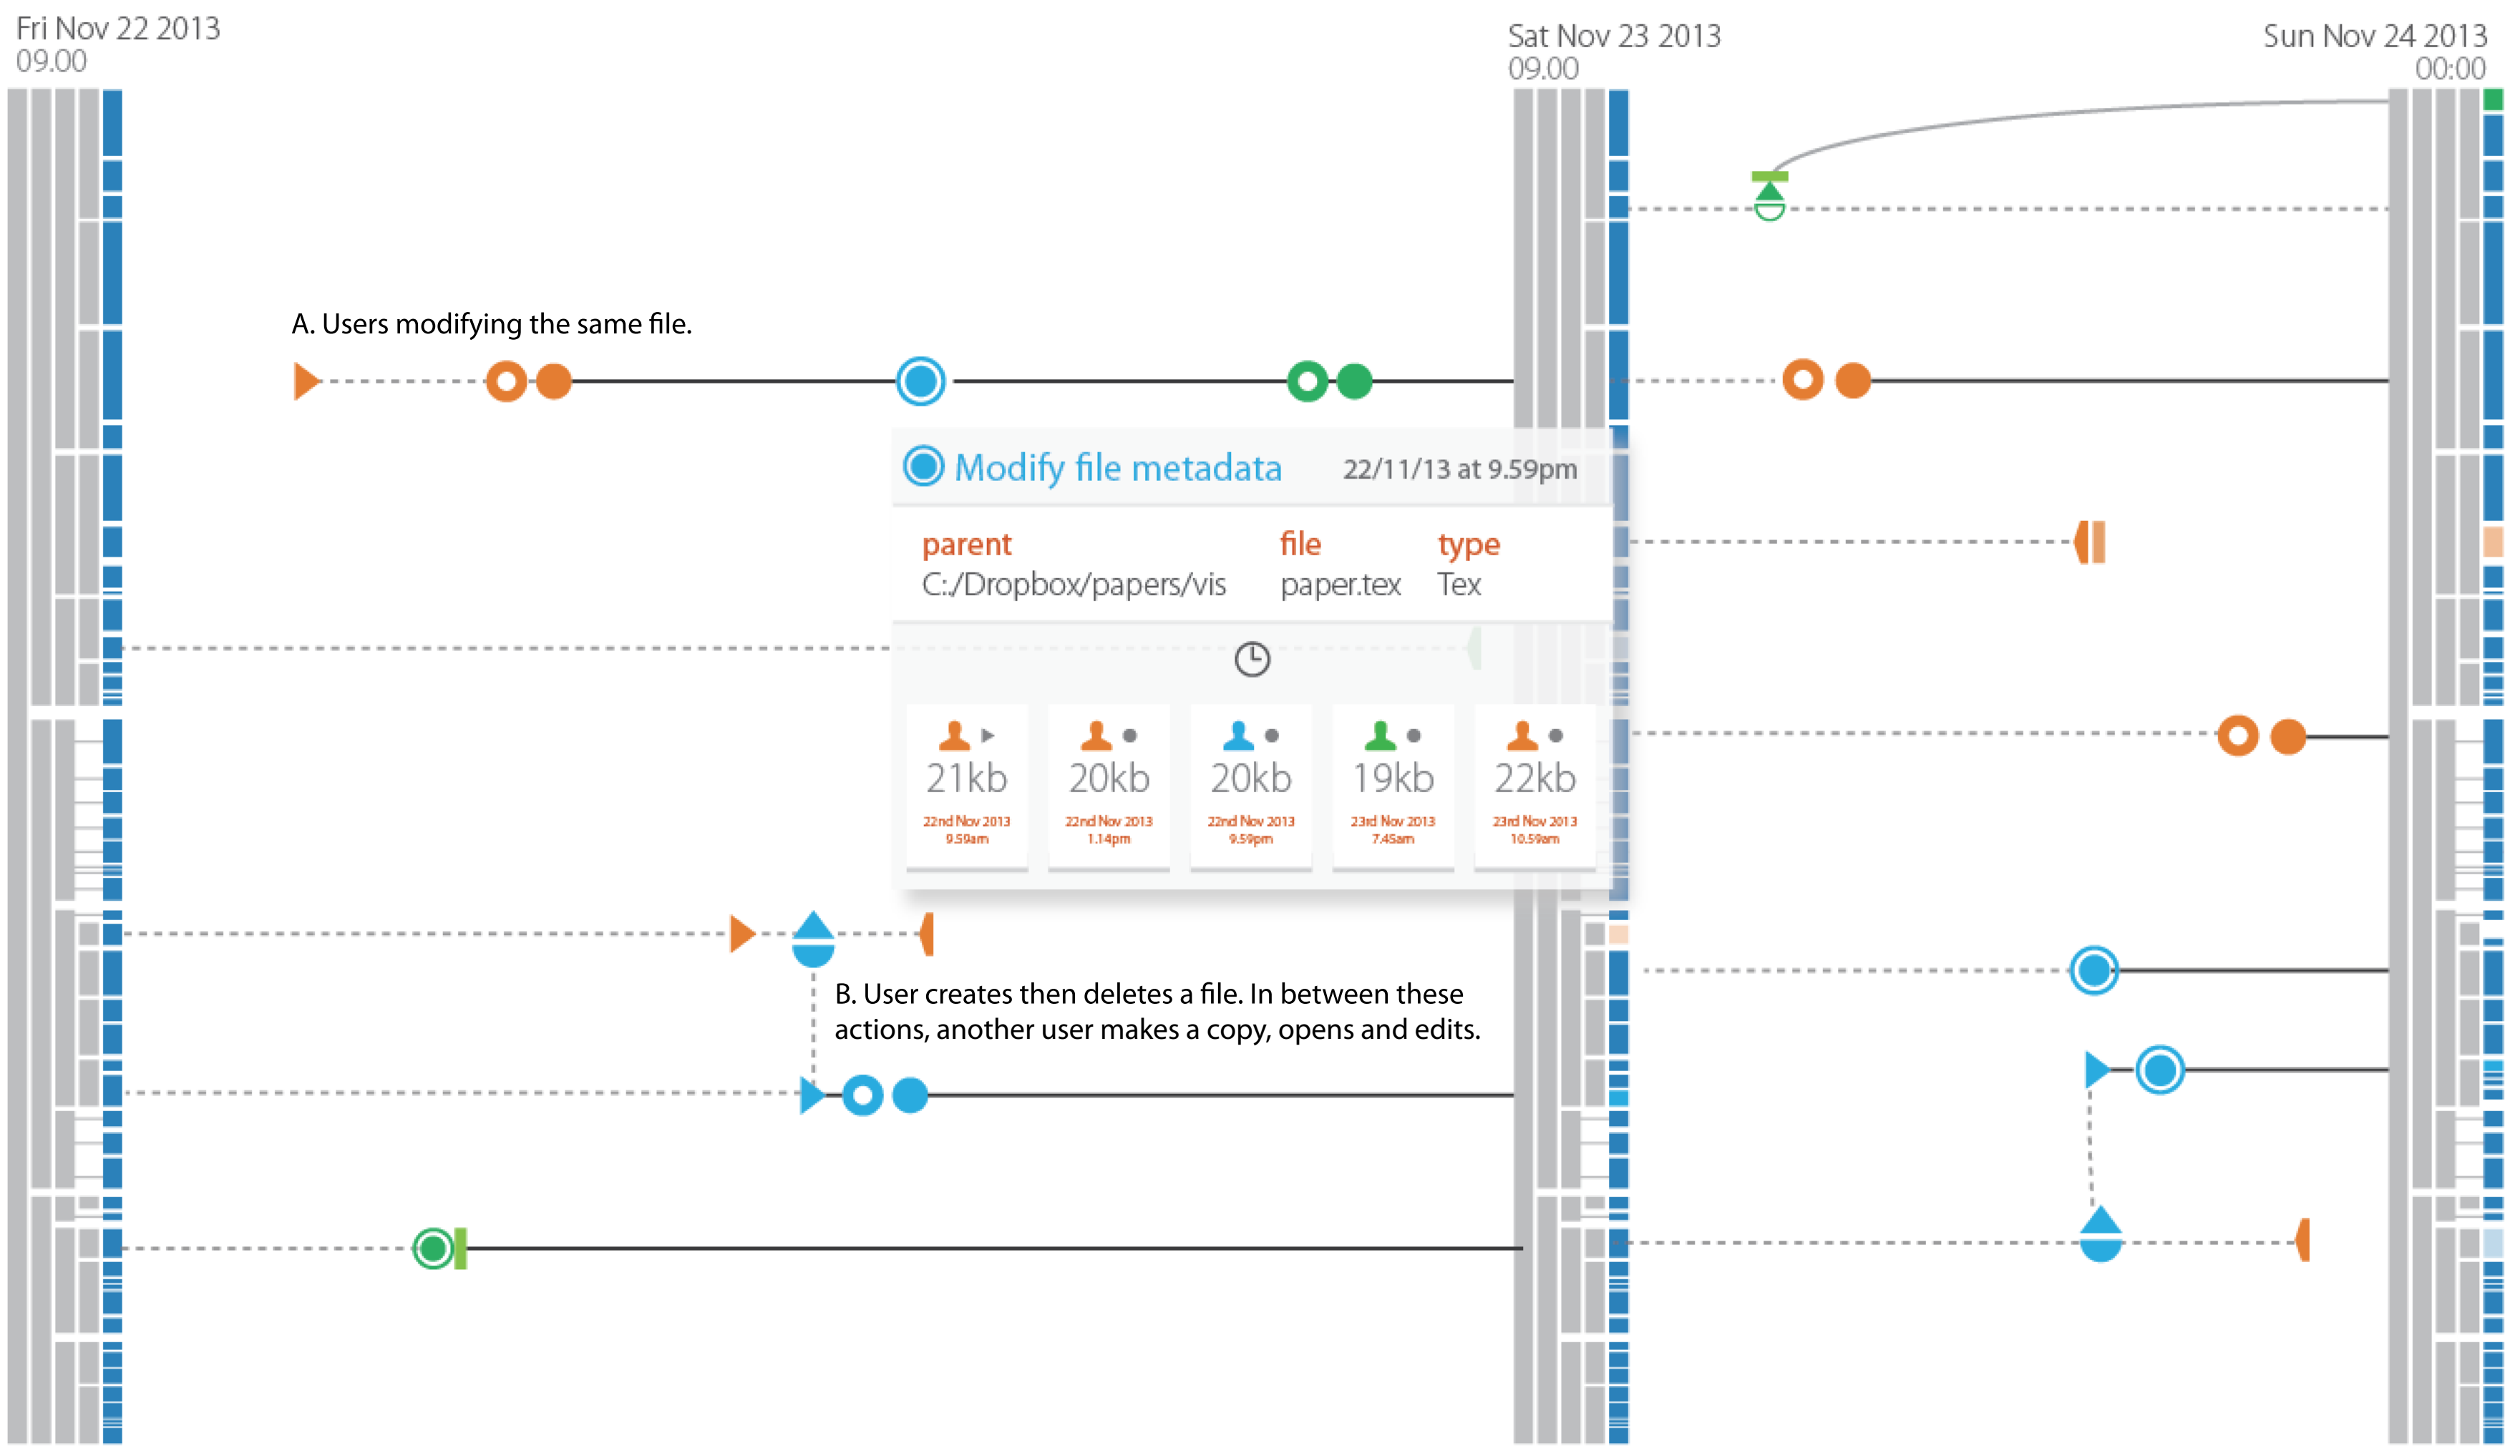 Fri Nov 22 2013
09.00
Sat Nov 23 2013
09.00
Sun Nov 24 2013
00:00
A. Users modifying the same file.
Modify file metadata 22/11/13 at 9.59pm
parent file type
C:/Dropbox/papers/vis paper.tex Tex
21kb 20kb 20kb 19kb 22kb
22nd Nov 2013 22nd Nov 2013 22nd Nov 2013 23rd Nov 2013 23rd Nov 2013
9.59am 1.14pm 9.59pm 7.45am 10.59am
B. User creates then deletes a file. In between these
actions, another user makes a copy, opens and edits.